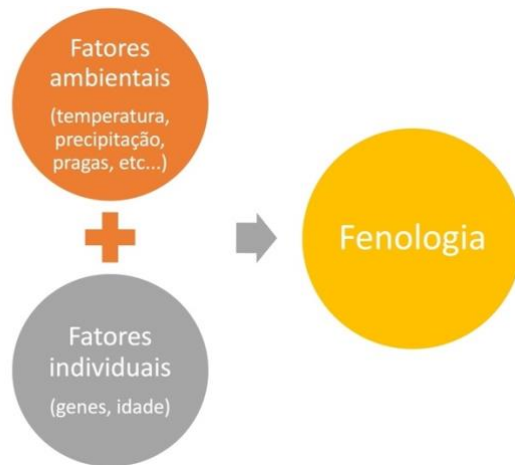 Fatores
ambientais
(temperatura,
precipitação,
pragas, etc...)
Fatores
individuais
(genes, idade)
Fenologia